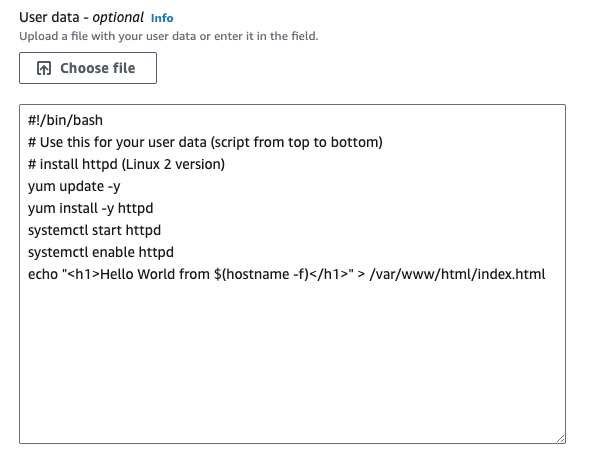 User data - optional Info
Upload a file with your user data or enter it in the field.
Choose file
#!/bin/bash
# Use this for your user data (script from top to bottom)
# install httpd (Linux 2 version)
yum update -y
yum install -y httpd
systemctl start httpd
systemctl enable httpd
echo "<h1>Hello World from $(hostname -f)</h1>" > /var/www/html/index.html